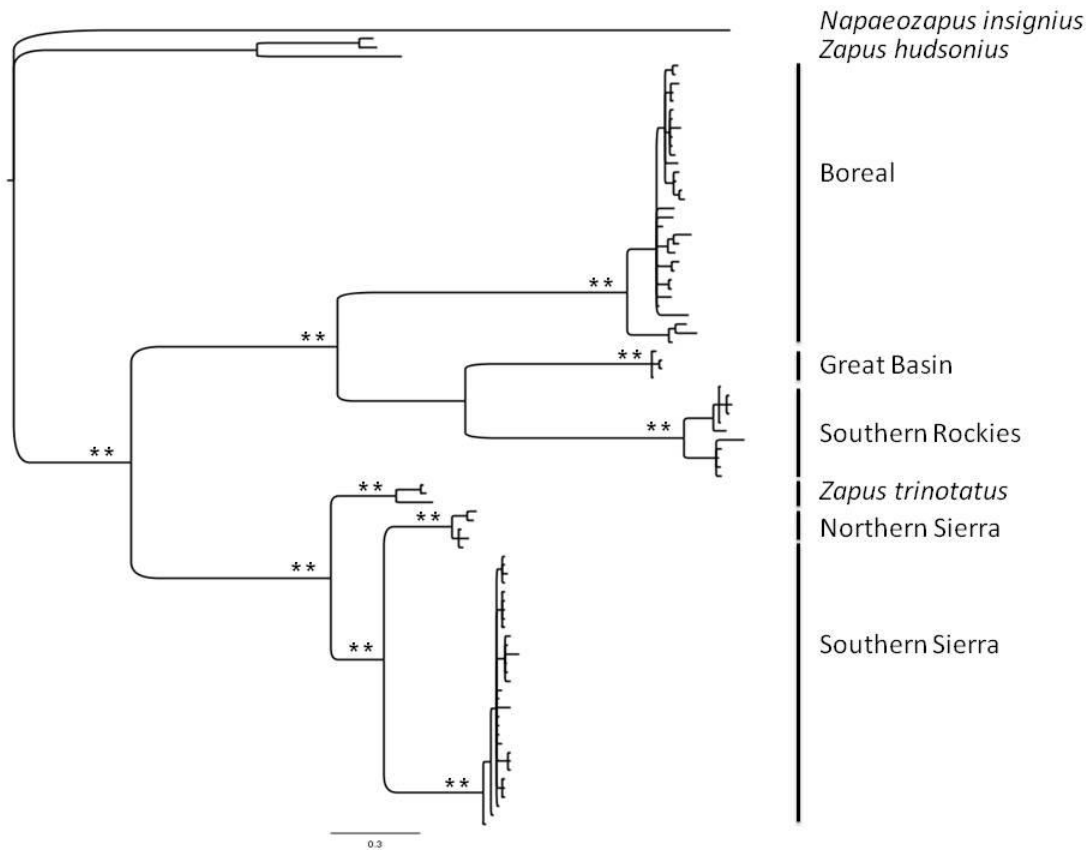 Napaeozapus insignius
Zapus hudsonius
Boreal
**
**
**
Great Basin
**
Southern Rockies
**
**
Zapus trinotatus
**
Northern Sierra
**
**
Southern Sierra
**
0.3